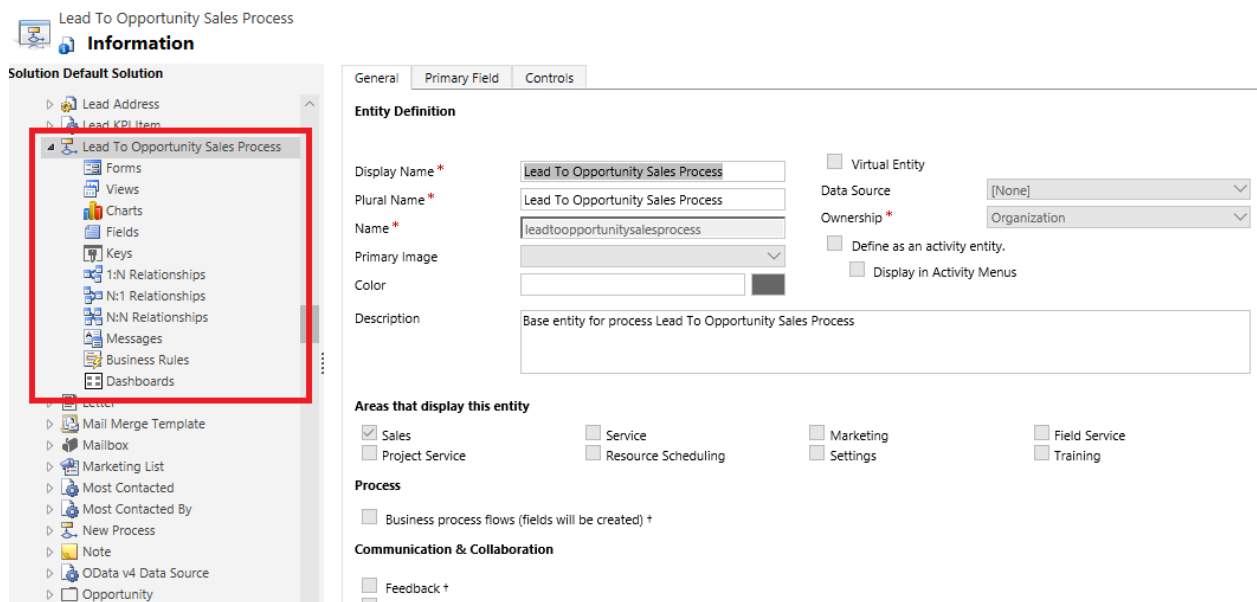 Lead To Opportunity Sales Process
Information
Solution Default Solution
Lead Address
Lead KPI Item
Lead To Opportunity Sales Process
Forms
Views
Charts
Fields
Keys
1:N Relationships
N:1 Relationships
N:N Relationships
Messages
Business Rules
Dashboards
Letter
Mail Merge Template
Mailbox
Marketing List
Most Contacted
Most Contacted By
New Process
Note
OData v4 Data Source
Opportunity
General Primary Field Controls
Entity Definition
Display Name * Lead To Opportunity Sales Process
Plural Name * Lead To Opportunity Sales Process
Name * leadtoopportunitysalesprocess
Primary Image
Color
Virtual Entity
Data Source [None]
Ownership * Organization
Define as an activity entity.
Display in Activity Menus
Description Base entity for process Lead To Opportunity Sales Process
Areas that display this entity
Sales Service Marketing Field Service
Project Service Resource Scheduling Settings Training
Process
Business process flows (fields will be created) †
Communication & Collaboration
Feedback †